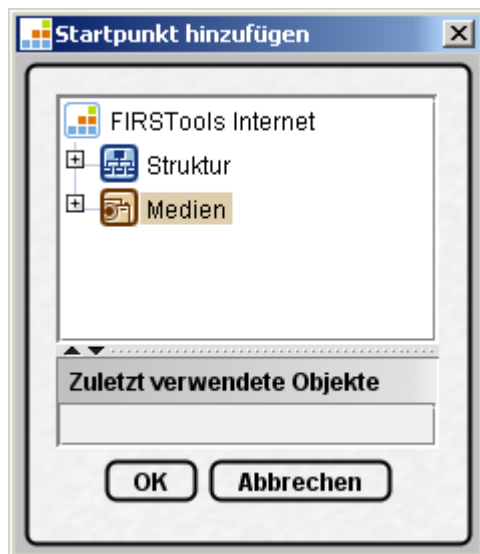 Startpunkt hinzufügen
FIRSTools Internet
Struktur
Medien
Zuletzt verwendete Objekte
OK Abbrechen